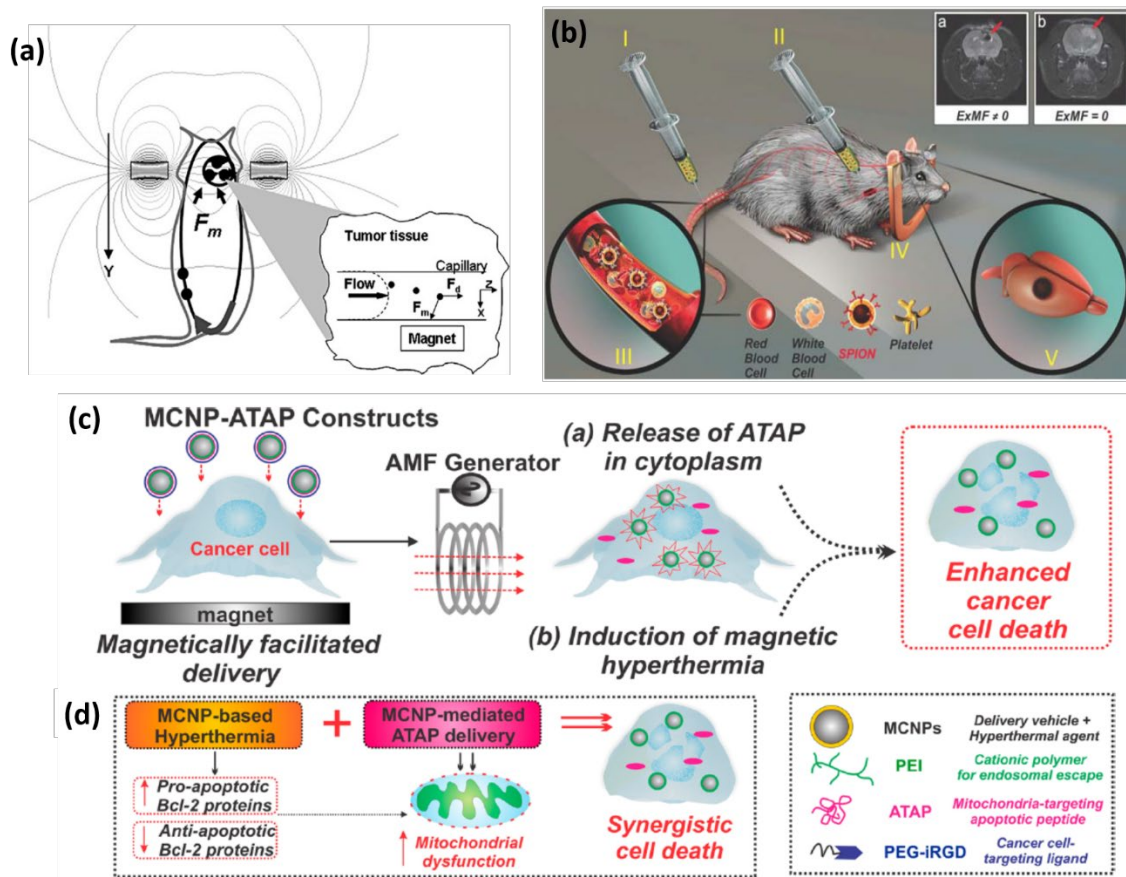 (a)
Fm
Y
Tumor tissue
Capillary
Flow
Fd
Fm
Z
X
Magnet
(b)
I
II
a
b
ExMF ≠ 0
ExMF = 0
IV
III
V
Red
Blood
Cell
White
Blood
Cell
SPION
Platelet
(c)
MCNP-ATAP Constructs
AMF Generator
Cancer cell
magnet
Magnetically facilitated
delivery
(a) Release of ATAP
in cytoplasm
(b) Induction of magnetic
hyperthermia
Enhanced
cancer
cell death
(d)
MCNP-based
Hyperthermia
+
MCNP-mediated
ATAP delivery
Pro-apoptotic
Bcl-2 proteins
Anti-apoptotic
Bcl-2 proteins
Mitochondrial
dysfunction
Synergistic
cell death
MCNPs
Delivery vehicle +
Hyperthermal agent
PEI
Cationic polymer
for endosomal escape
ATAP
Mitochondria-targeting
apoptotic peptide
PEG-iRGD
Cancer cell-
targeting ligand